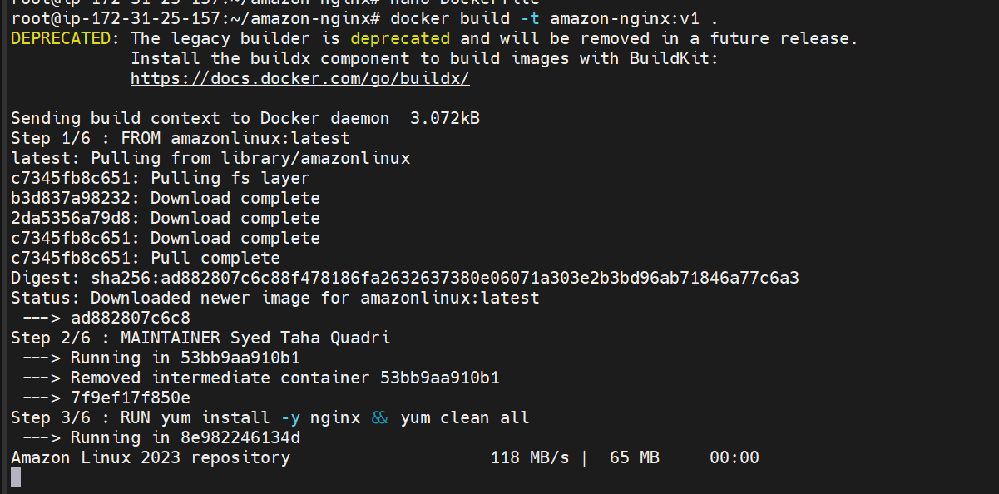 root@ip-172-31-25-157:~/amazon-nginx# nano Dockerfile
root@ip-172-31-25-157:~/amazon-nginx# docker build -t amazon-nginx:v1 .
DEPRECATED: The legacy builder is deprecated and will be removed in a future release.
Install the buildx component to build images with BuildKit:
https://docs.docker.com/go/buildx/
Sending build context to Docker daemon 3.072kB
Step 1/6 : FROM amazonlinux:latest
latest: Pulling from library/amazonlinux
c7345fb8c651: Pulling fs layer
b3d837a98232: Download complete
2da5356a79d8: Download complete
c7345fb8c651: Download complete
c7345fb8c651: Pull complete
Digest: sha256:ad882807c6c88f478186fa2632637380e06071a303e2b3bd96ab71846a77c6a3
Status: Downloaded newer image for amazonlinux:latest
---> ad882807c6c8
Step 2/6 : MAINTAINER Syed Taha Quadri
---> Running in 53bb9aa910b1
---> Removed intermediate container 53bb9aa910b1
---> 7f9ef17f850e
Step 3/6 : RUN yum install -y nginx && yum clean all
---> Running in 8e982246134d
Amazon Linux 2023 repository 118 MB/s | 65 MB 00:00